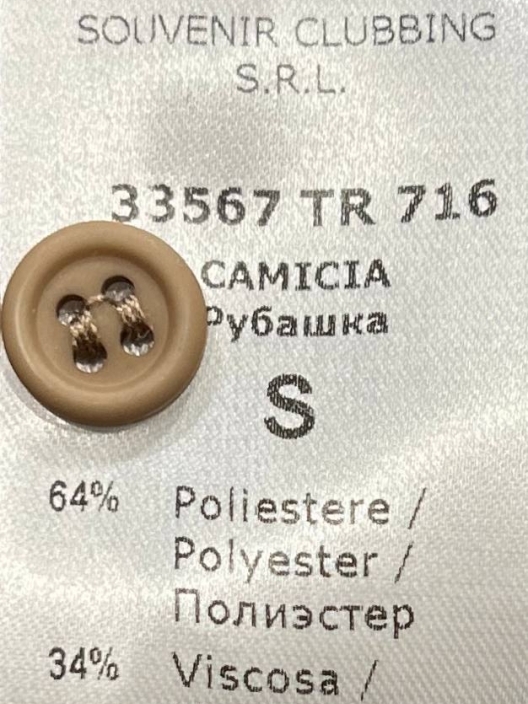 SOUVENIR CLUBBING
S.R.L.
33567 TR 716
CAMICIA
Рубашка
S
64% Poliestere /
Polyester /
Полиэстер
34% Viscosa /